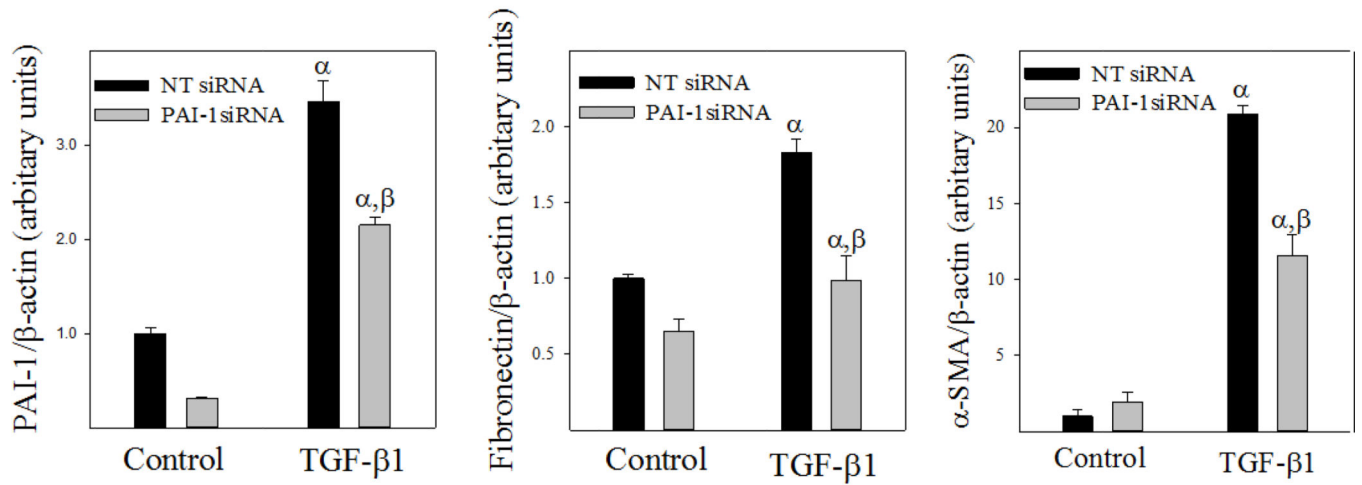 PAI-1/β-actin (arbitary units)
NT siRNA
PAI-1siRNA
α
α,β
3.0
2.0
1.0
Control
TGF-β1
Fibronectin/β-actin (arbitary units)
NT siRNA
PAI-1siRNA
α
α,β
2.0
1.5
1.0
0.5
Control
TGF-β1
α-SMA/β-actin (arbitary units)
NT siRNA
PAI-1siRNA
α
α,β
20
15
10
5
Control
TGF-β1